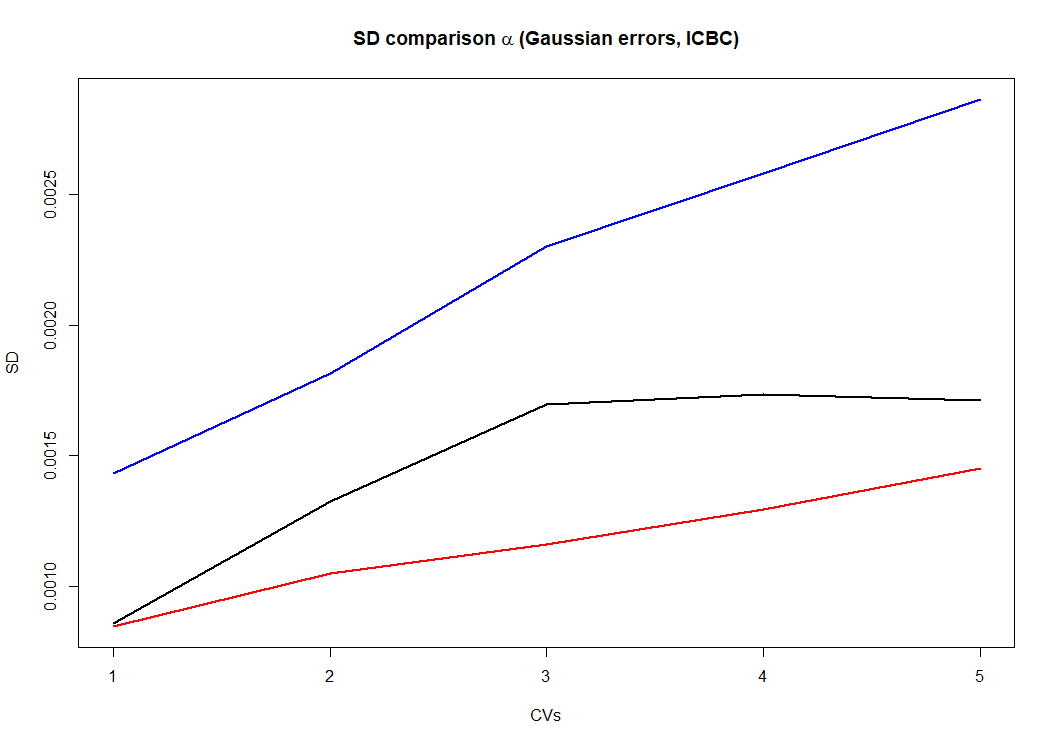 SD comparison α (Gaussian errors, ICBC)
SD
0.0025
0.0020
0.0015
0.0010
1 2 3 4 5
CVs